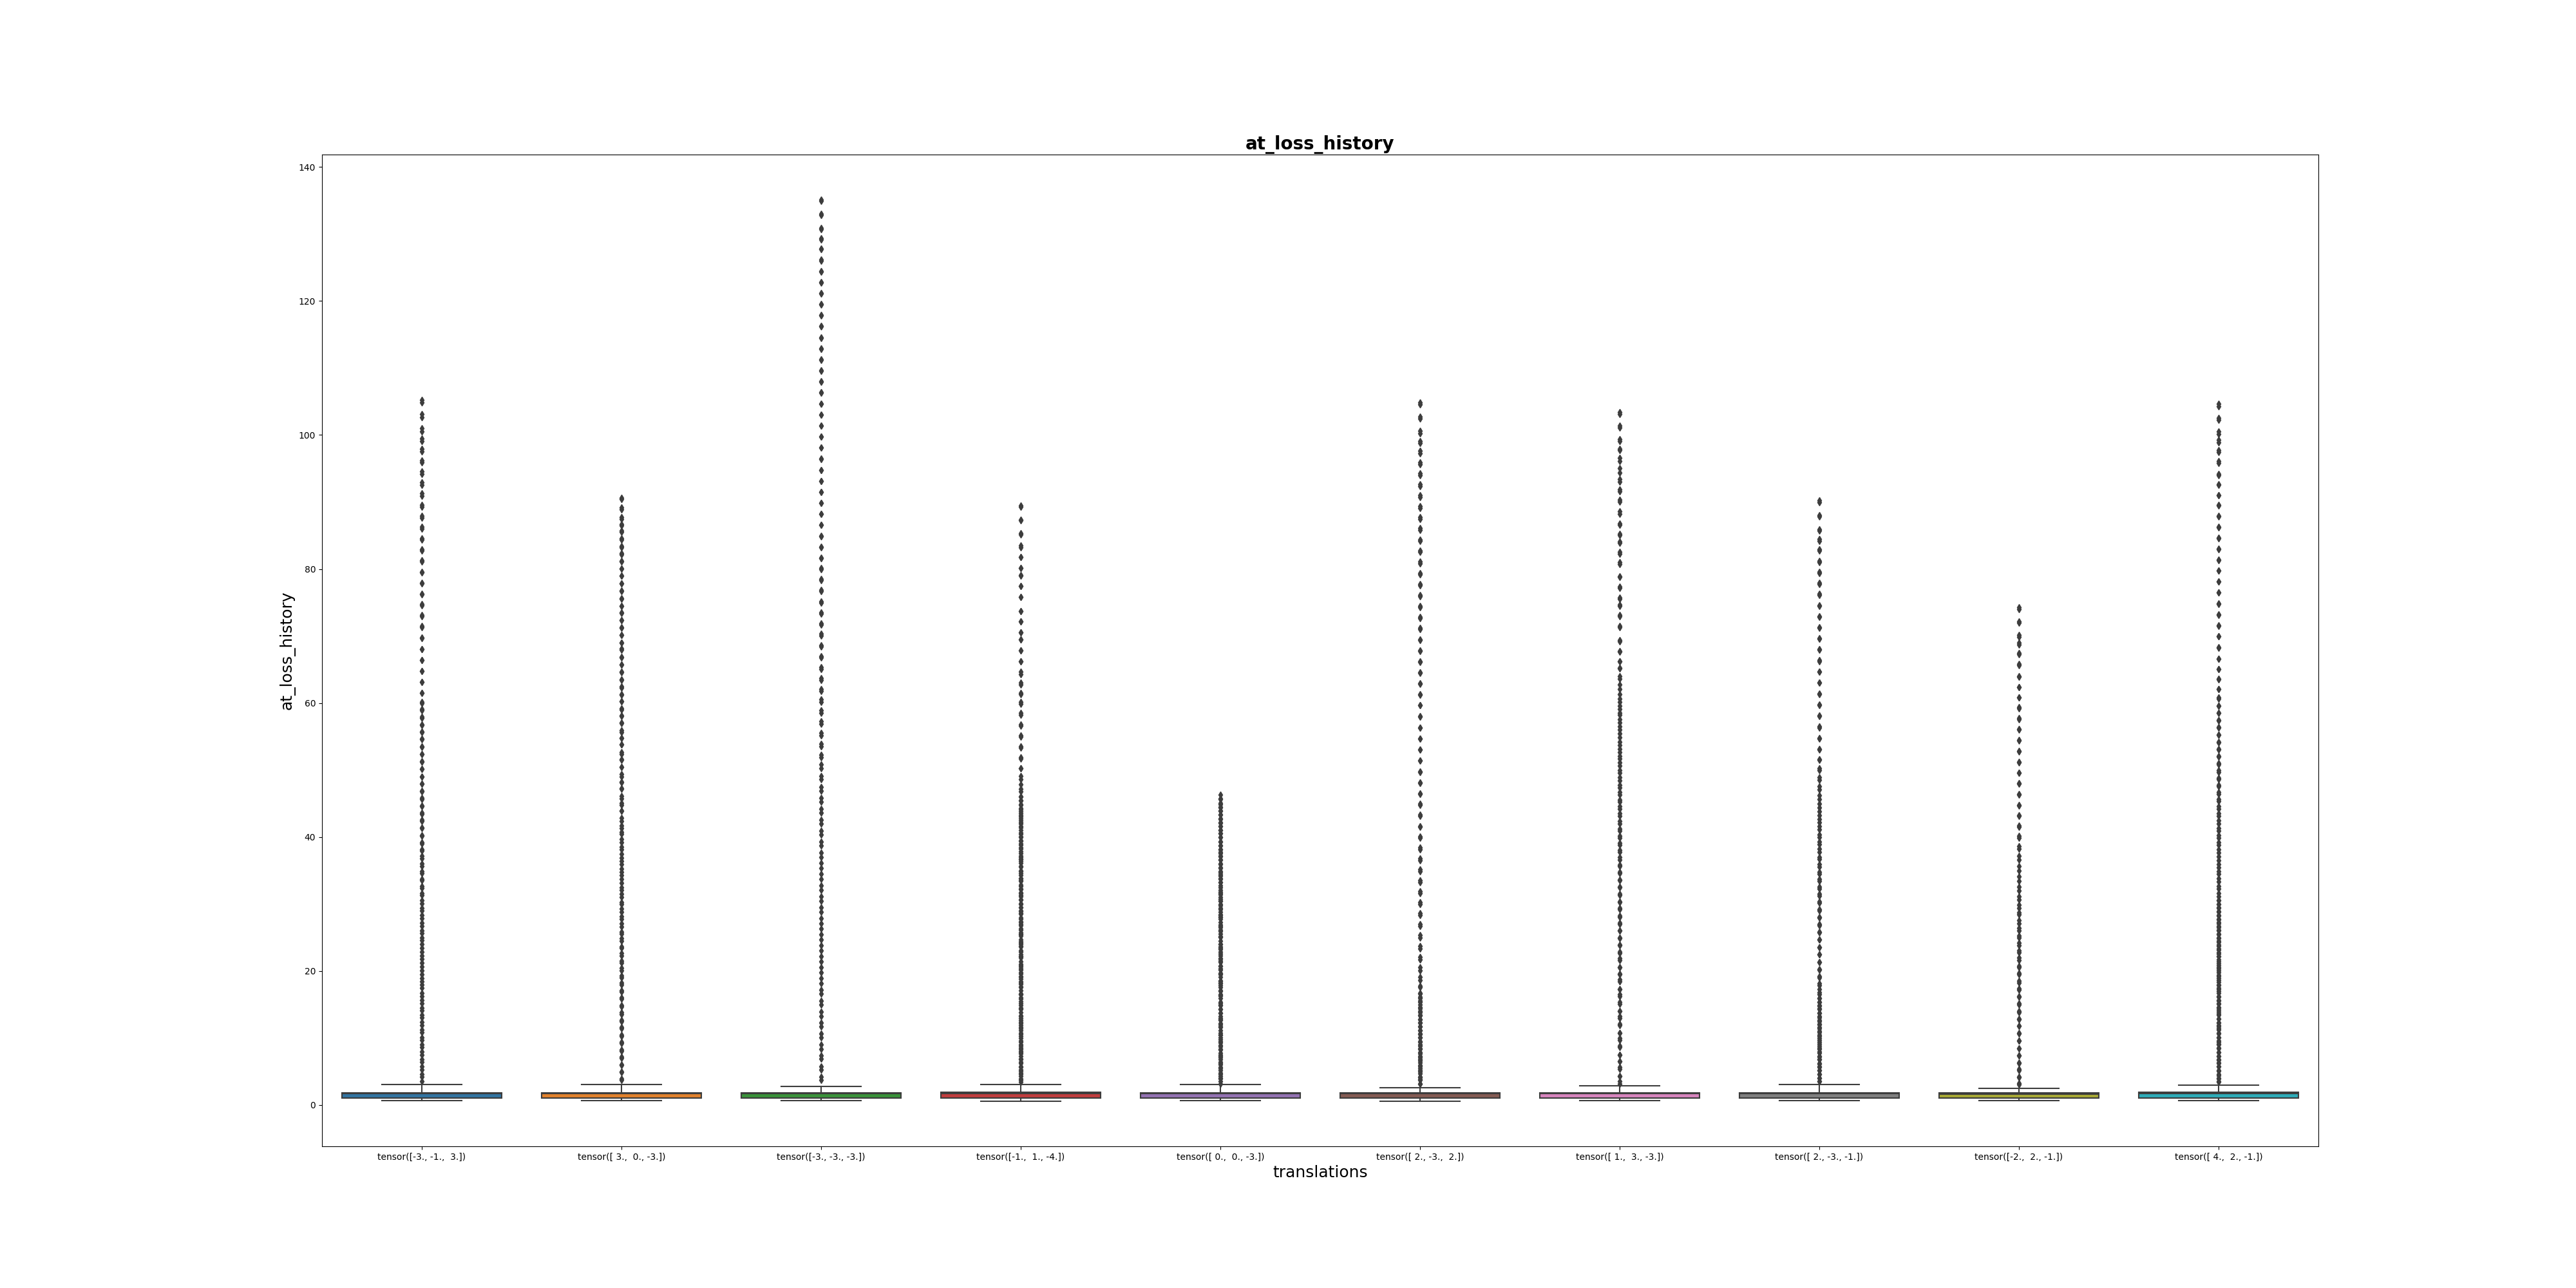 at_loss_history
140
120
100
80
60
40
20
0
at_loss_history
tensor([-3., -1.,  3.])
tensor([ 3.,  0., -3.])
tensor([-3., -3., -3.])
tensor([-1.,  1., -4.])
tensor([ 0.,  0., -3.])
tensor([ 2., -3.,  2.])
tensor([ 1.,  3., -3.])
tensor([ 2., -3., -1.])
tensor([-2.,  2., -1.])
tensor([ 4.,  2., -1.])
translations